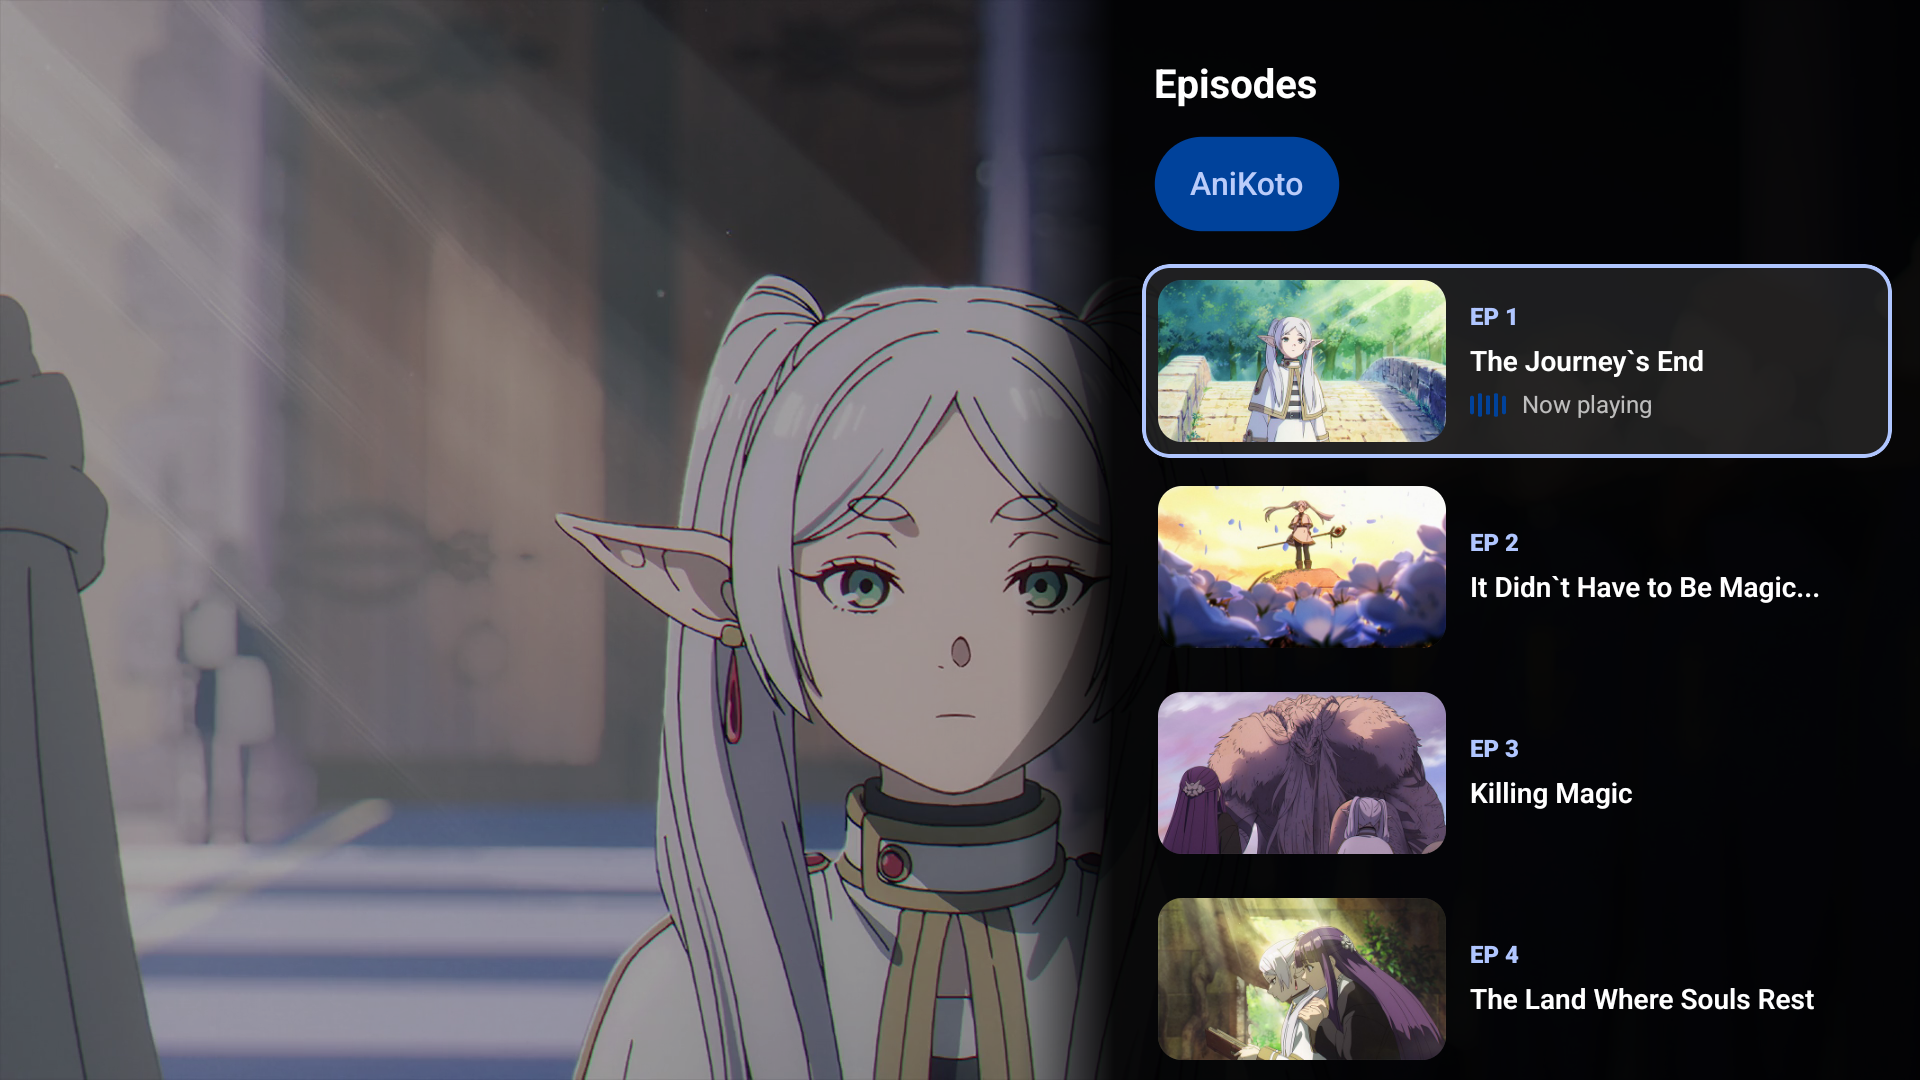 Episodes
AniKoto
EP 1
The Journey`s End
Now playing
EP 2
It Didn`t Have to Be Magic...
EP 3
Killing Magic
EP 4
The Land Where Souls Rest